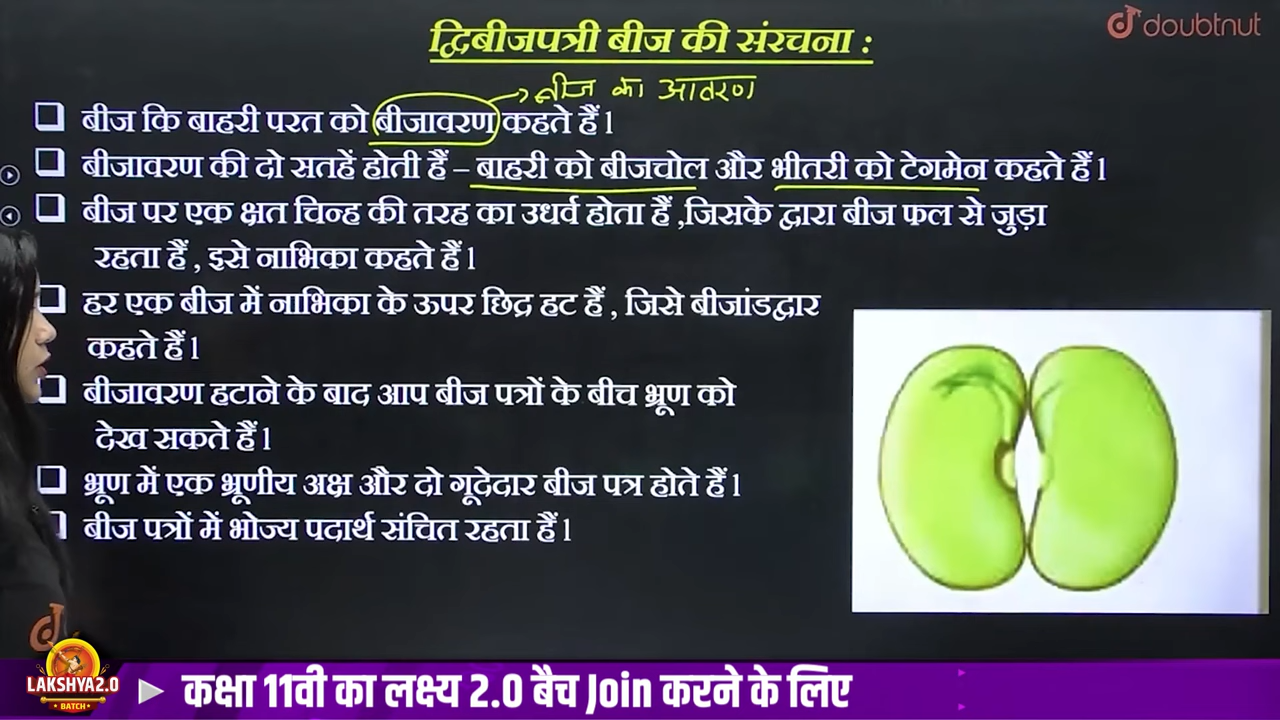 doubtnut
द्विबीजपत्री बीज की संरचना :
बीज का आवरण
बीज कि बाहरी परत को बीजावरण कहते हैं l
बीजावरण की दो सतहें होती हैं – बाहरी को बीजचोल और भीतरी को टेगमेन कहते हैं l
बीज पर एक क्षत चिन्ह की तरह का उधर्व होता हैं ,जिसके द्वारा बीज फल से जुड़ा
रहता हैं , इसे नाभिका कहते हैं l
हर एक बीज में नाभिका के ऊपर छिद्र हट हैं , जिसे बीजांडद्वार
कहते हैं l
बीजावरण हटाने के बाद आप बीज पत्रों के बीच भ्रूण को
देख सकते हैं l
भ्रूण में एक भ्रूणीय अक्ष और दो गूदेदार बीज पत्र होते हैं l
बीज पत्रों में भोज्य पदार्थ संचित रहता हैं l
LAKSHYA2.0
BATCH
कक्षा 11वी का लक्ष्य 2.0 बैच Join करने के लिए